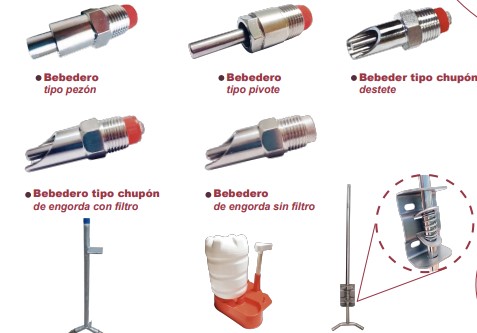 Bebedero
tipo pezón
Bebedero
tipo pivote
Bebeder tipo chupón
destete
Bebedero tipo chupón
de engorda con filtro
Bebedero
de engorda sin filtro